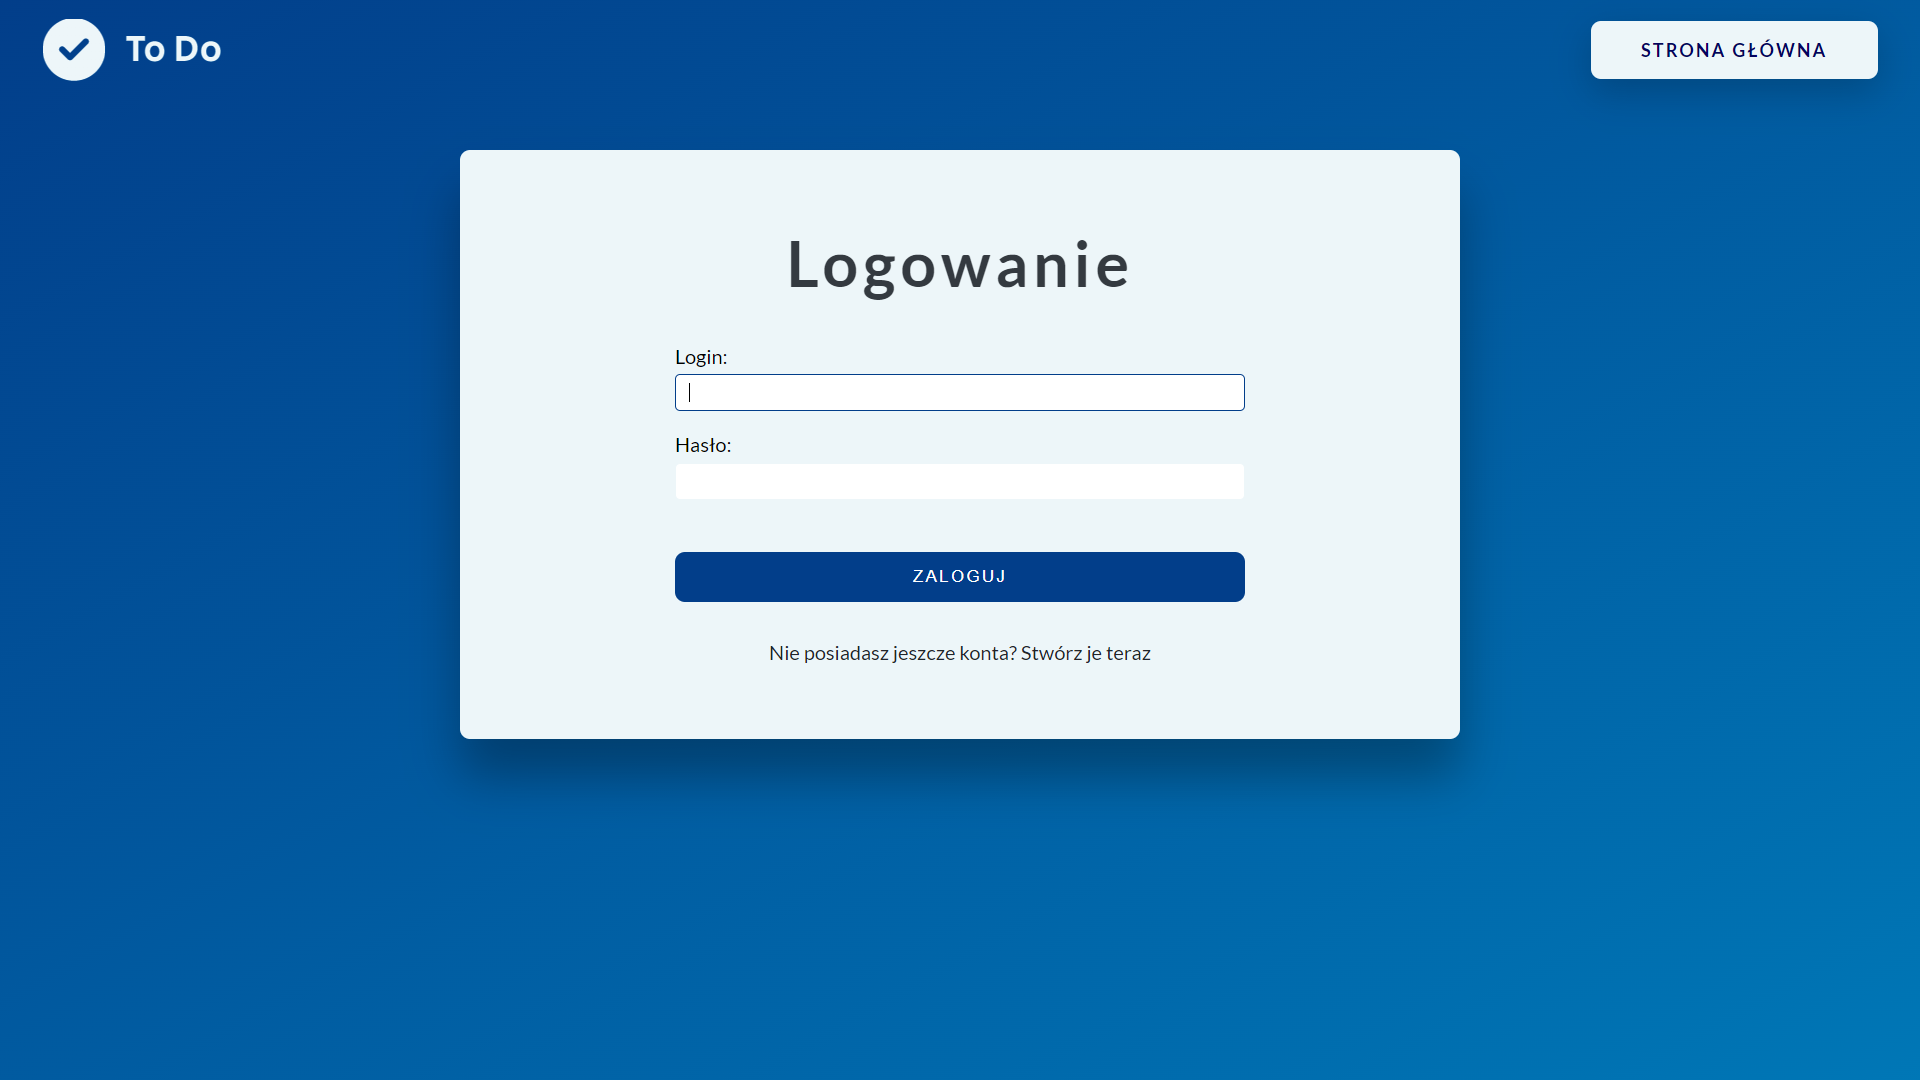 To Do
STRONA GŁÓWNA
Logowanie
Login:
Hasło:
ZALOGUJ
Nie posiadasz jeszcze konta? Stwórz je teraz